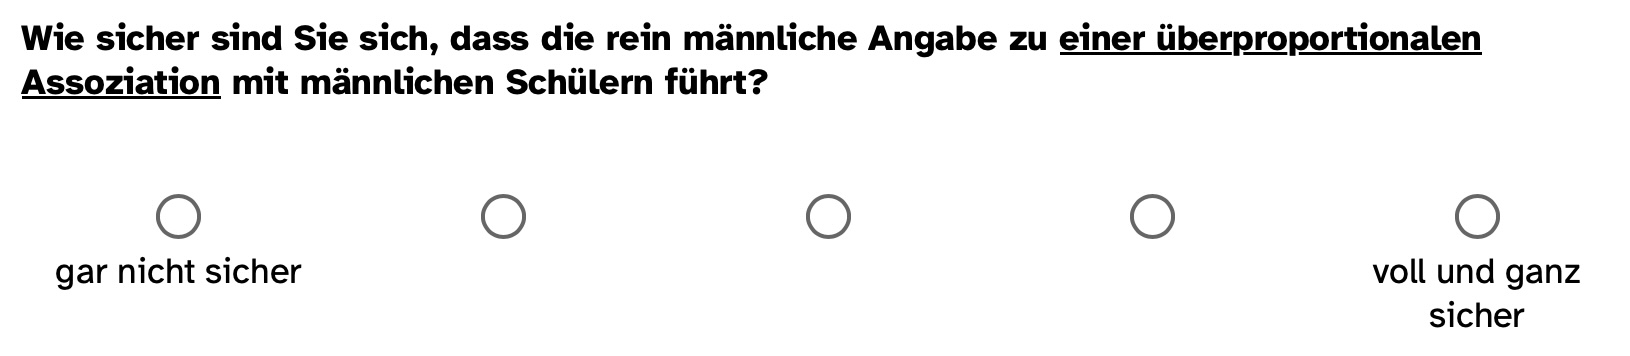 Wie sicher sind Sie sich, dass die rein männliche Angabe zu einer überproportionalen
Assoziation mit männlichen Schülern führt?
gar nicht sicher
voll und ganz
sicher